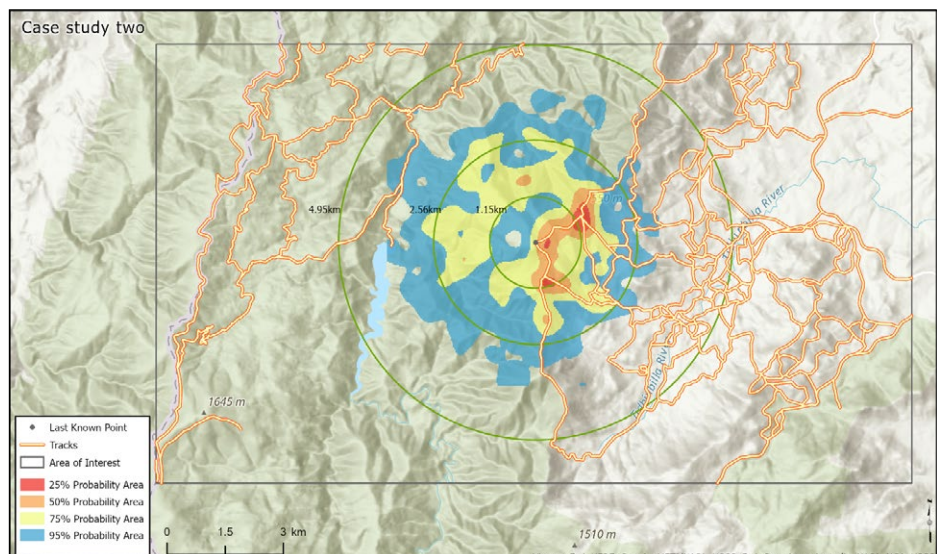 Case study two
4.95km
2.56km
1.15km
River
River
1645 m
Last Known Point
Tracks
Area of Interest
25% Probability Area
50% Probability Area
75% Probability Area
95% Probability Area
0 1.5 3 km
1510 m